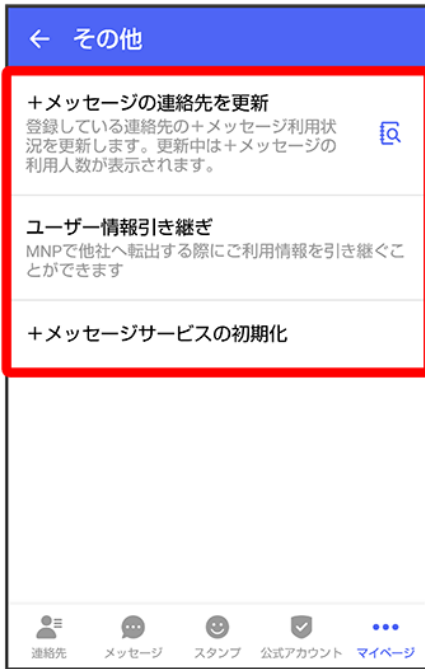 ← その他
+メッセージの連絡先を更新
登録している連絡先の+メッセージ利用状
況を更新します。更新中は+メッセージの
利用人数が表示されます。
ユーザー情報引き継ぎ
MNPで他社へ転出する際にご利用情報を引き継ぐこ
とができます
+メッセージサービスの初期化
連絡先 メッセージ スタンプ 公式アカウント マイページ